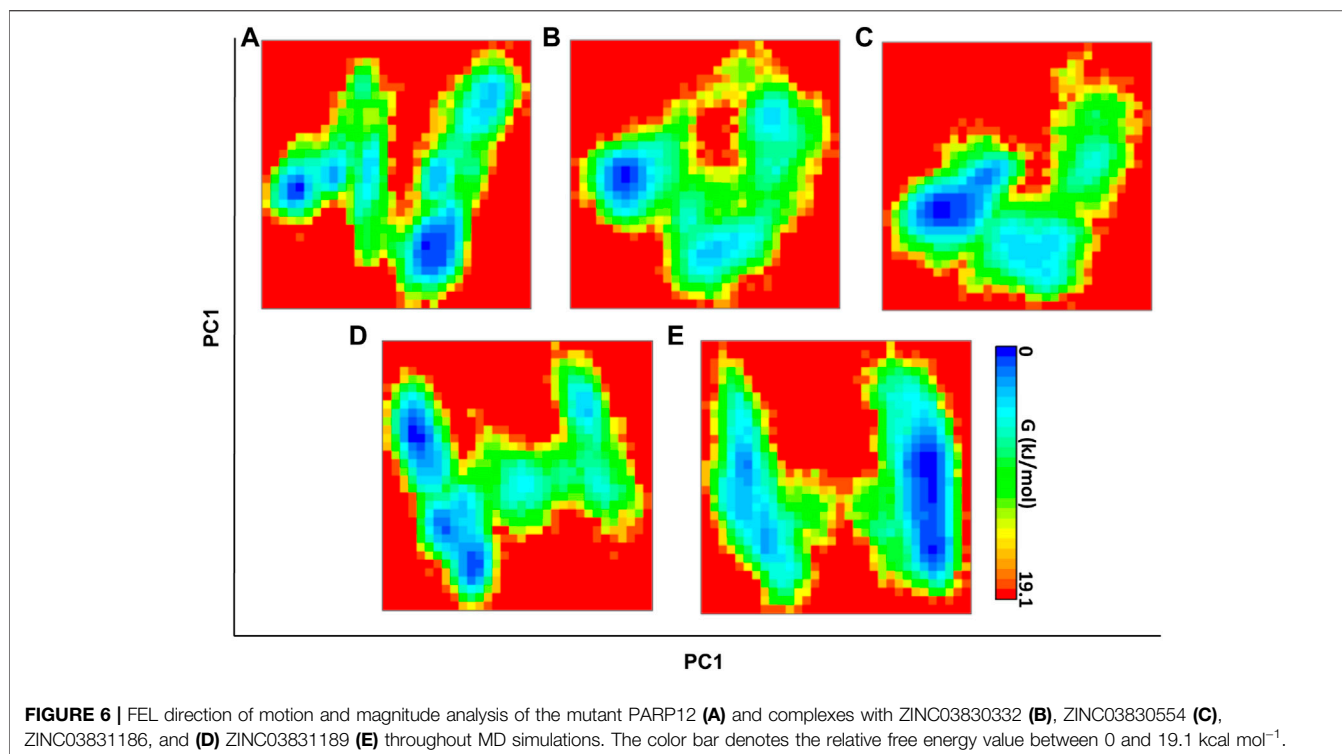 A
B
C
PC1
D
E
0
G (kJ/mol)
19.1
PC1
FIGURE 6 | FEL direction of motion and magnitude analysis of the mutant PARP12 (A) and complexes with ZINC03830332 (B), ZINC03830554 (C),
ZINC03831186, and (D) ZINC03831189 (E) throughout MD simulations. The color bar denotes the relative free energy value between 0 and 19.1 kcal mol⁻¹.